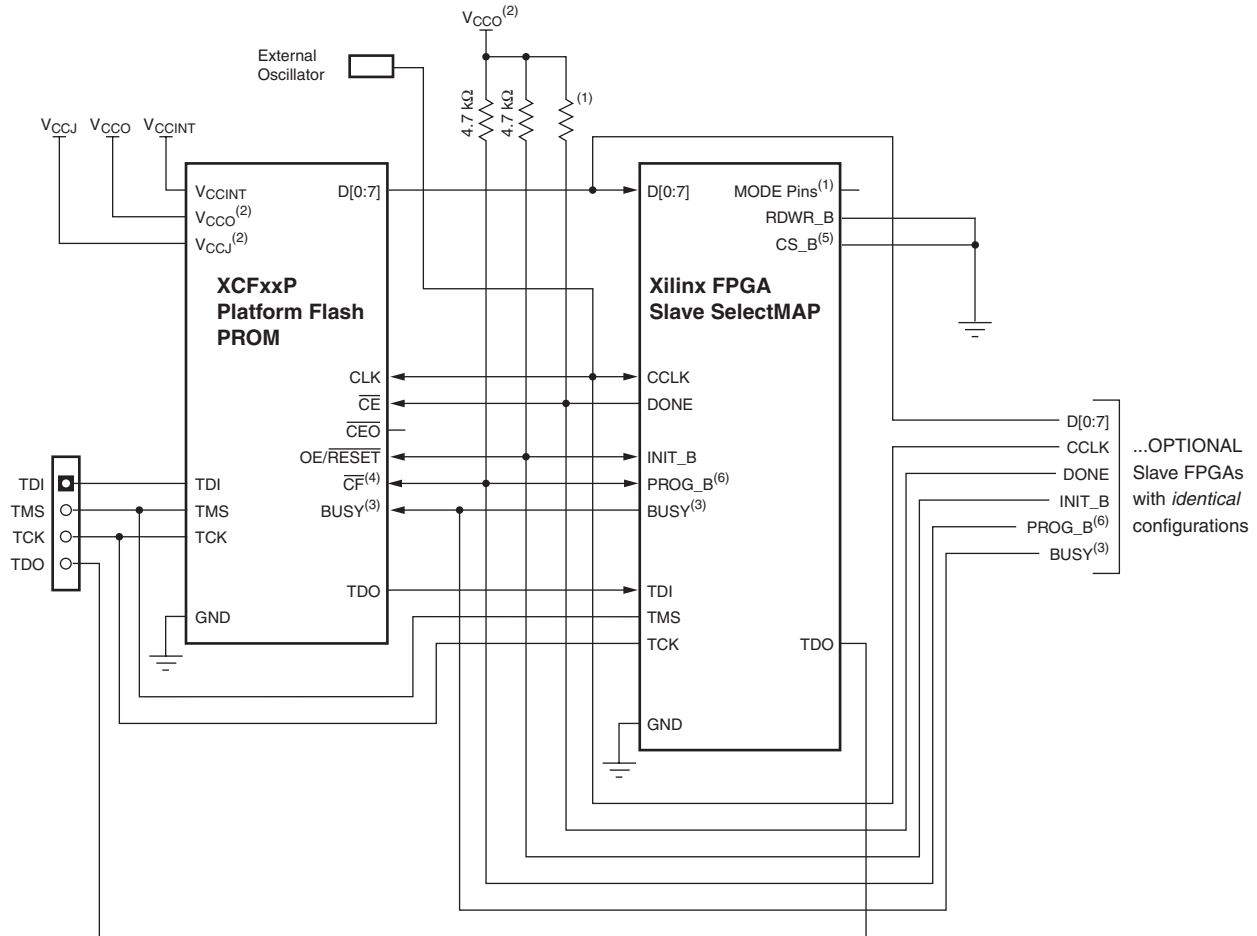 V_CCO^(2)
External
Oscillator
4.7 kΩ
4.7 kΩ
(1)
V_CCJ V_CCO V_CCINT
V_CCINT
V_CCO^(2)
V_CCJ^(2)
D[0:7]
XCFxxP
Platform Flash
PROM
CLK
C̅E̅
C̅E̅O̅
OE/R̅E̅S̅E̅T̅
C̅F̅^(4)
BUSY^(3)
TDI
TMS
TCK
TDO
GND
TDI
TMS
TCK
TDO
D[0:7]
MODE Pins^(1)
RDWR_B
CS_B^(5)
Xilinx FPGA
Slave SelectMAP
CCLK
DONE
INIT_B
PROG_B^(6)
BUSY^(3)
TDI
TMS
TCK
TDO
GND
D[0:7]
CCLK
DONE
INIT_B
PROG_B^(6)
BUSY^(3)
...OPTIONAL
Slave FPGAs
with identical
configurations